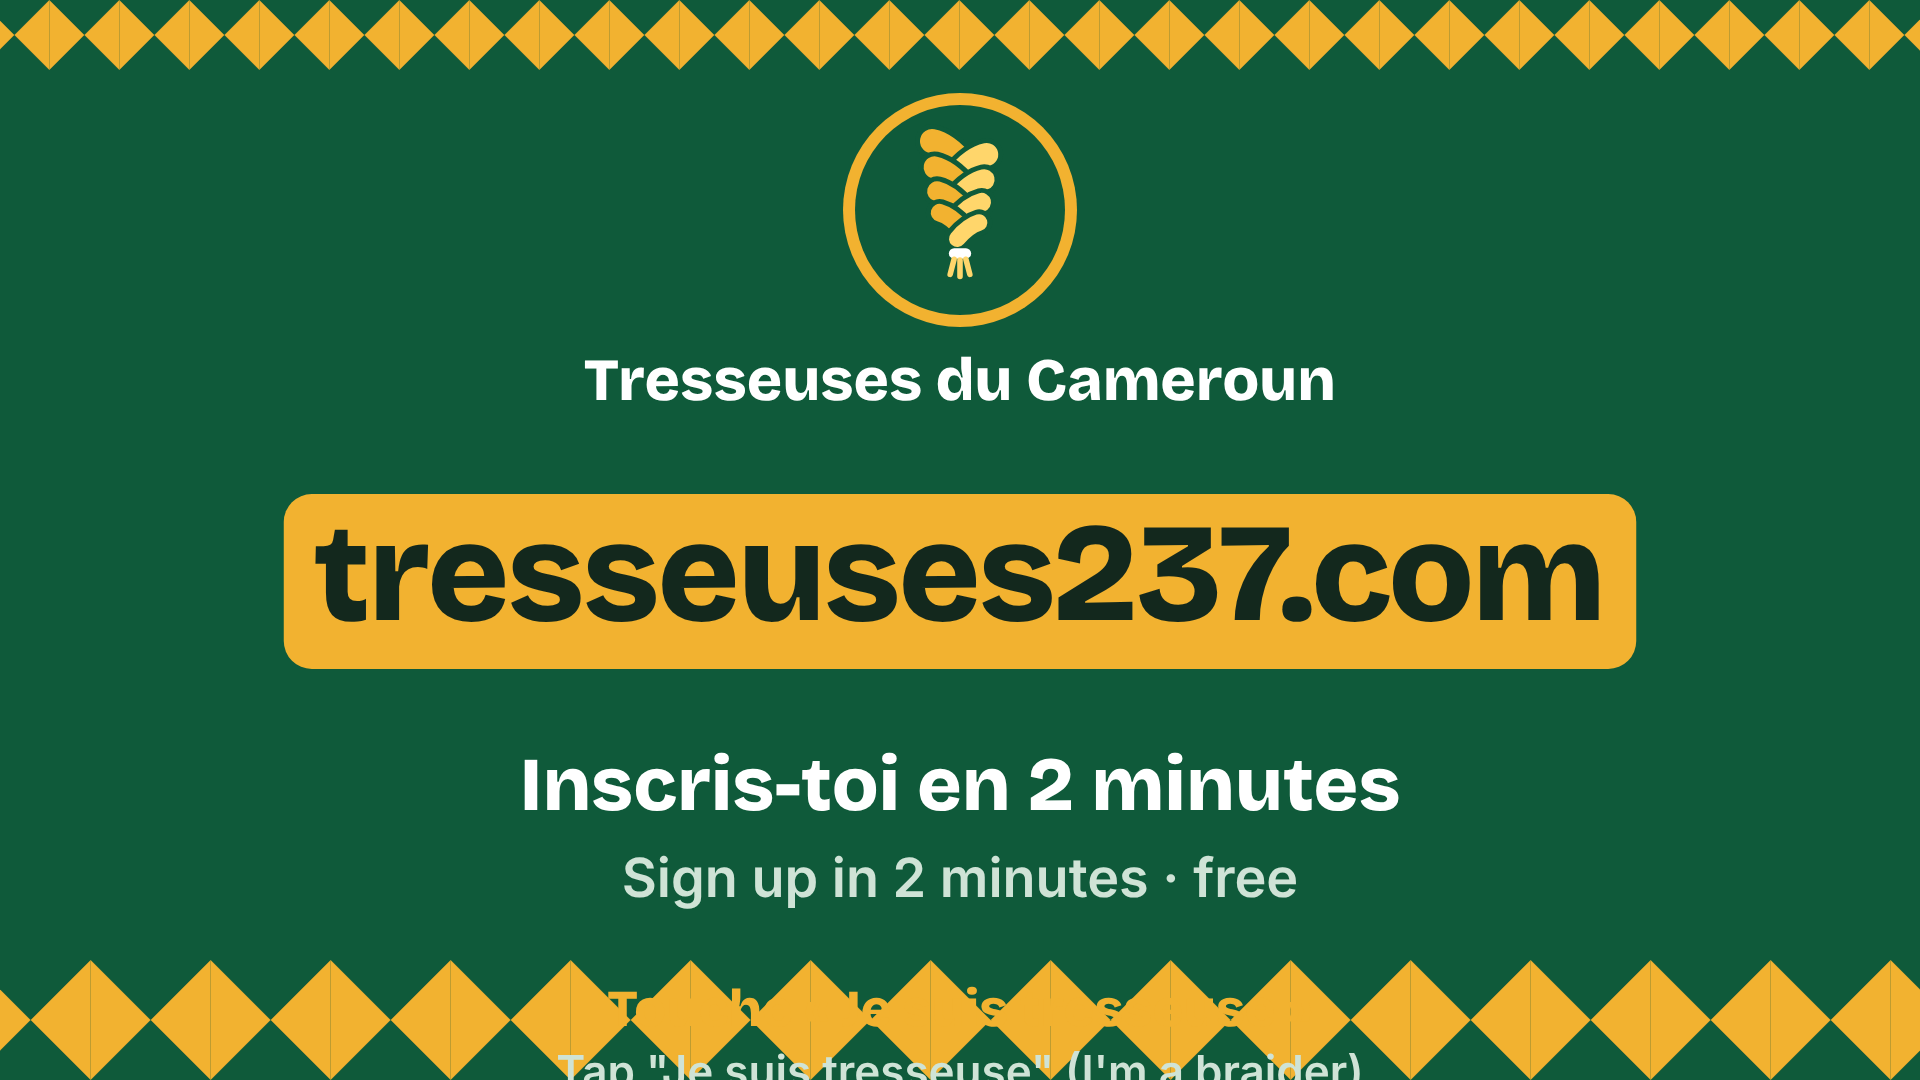 Tresseuses du Cameroun
tresseuses237.com
Inscris-toi en 2 minutes
Sign up in 2 minutes · free
Tap "Je suis tresseuse" (I'm a braider)